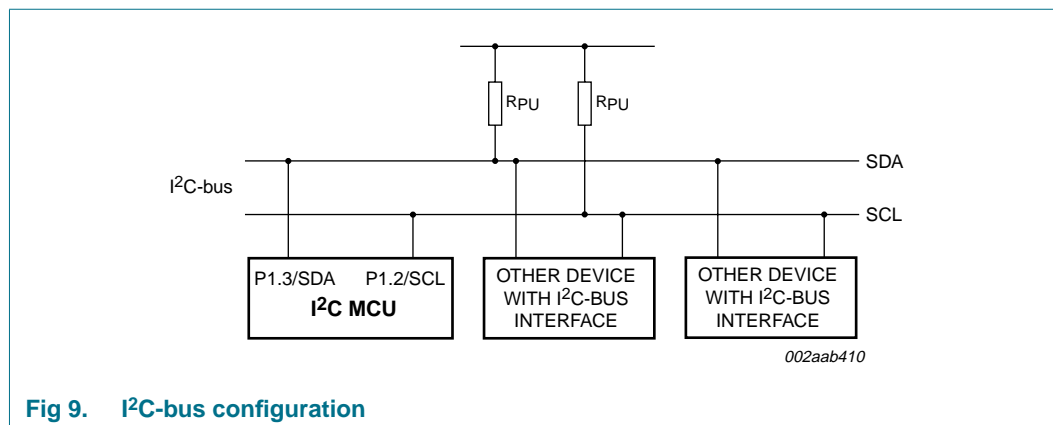 RPU RPU
SDA
I²C-bus
SCL
P1.3/SDA P1.2/SCL
I²C MCU
OTHER DEVICE
WITH I²C-BUS
INTERFACE
OTHER DEVICE
WITH I²C-BUS
INTERFACE
002aab410
Fig 9. I²C-bus configuration